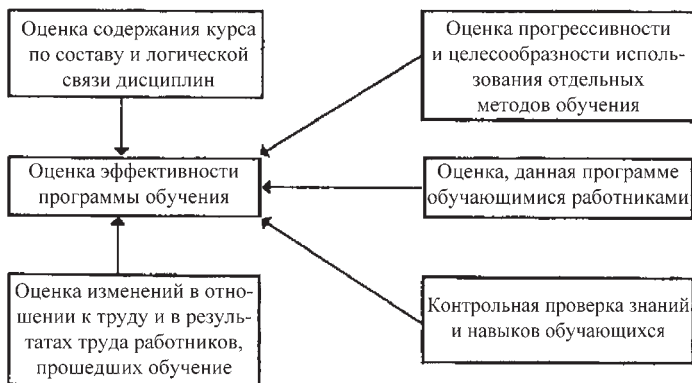 Оценка содержания курса
по составу и логической
связи дисциплин
Оценка прогрессивности
и целесообразности исполь-
зования отдельных
методов обучения
Оценка эффективности
программы обучения
Оценка, данная программе
обучающимися работниками
Оценка изменений в отно-
шении к труду и в резуль-
татах труда работников,
прошедших обучение
Контрольная проверка знаний
и навыков обучающихся